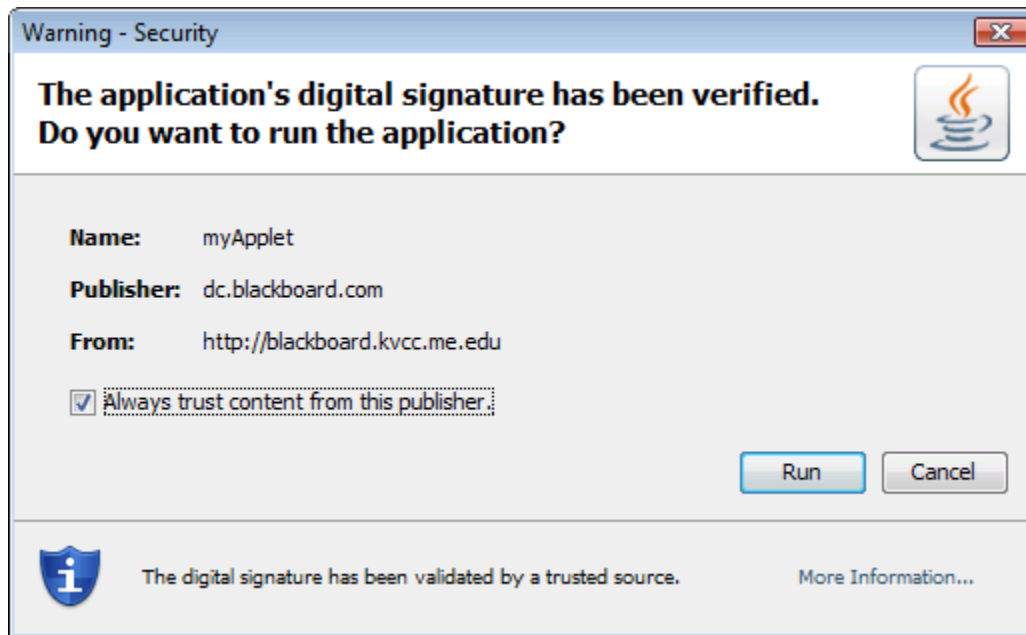 Warning - Security
The application's digital signature has been verified.
Do you want to run the application?
Name: myApplet
Publisher: dc.blackboard.com
From: http://blackboard.kvcc.me.edu
Always trust content from this publisher.
Run Cancel
The digital signature has been validated by a trusted source. More Information...